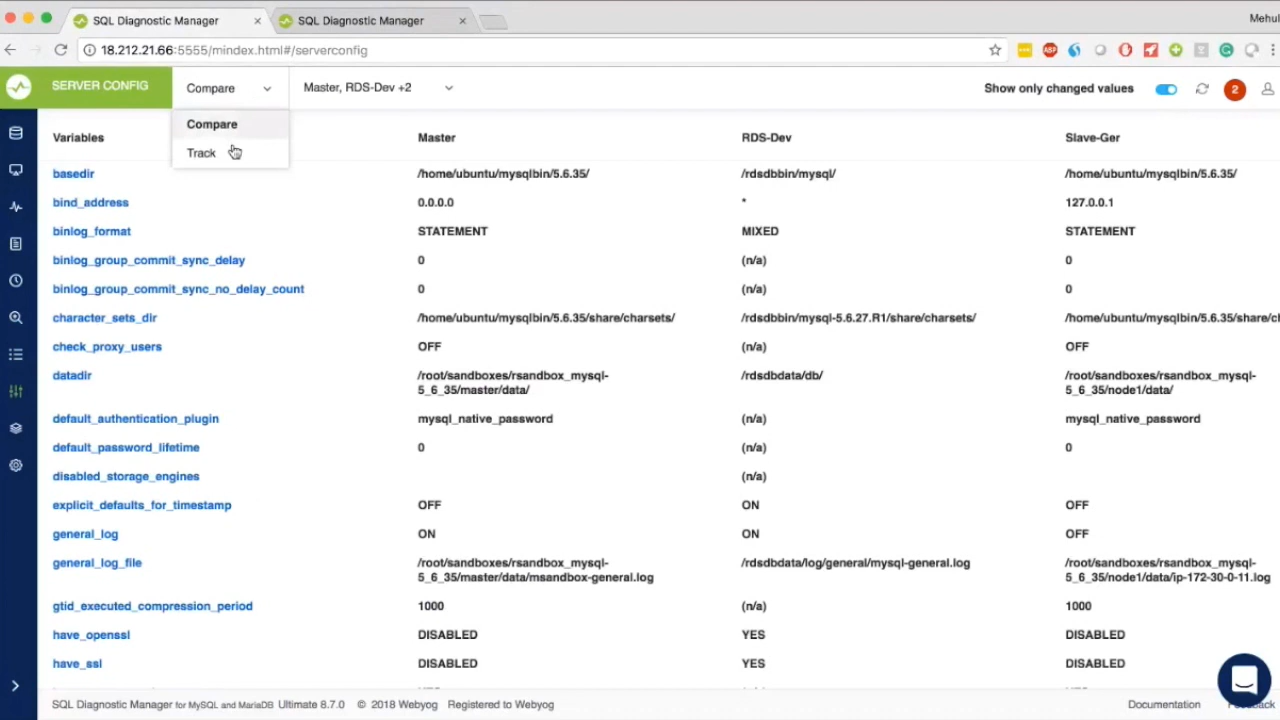 SQL Diagnostic Manager
SQL Diagnostic Manager
Mehul
18.212.21.66:5555/mindex.html#/serverconfig
ABP
SERVER CONFIG
Compare
Master, RDS-Dev +2
Show only changed values
2
Compare
Track
Variables Master RDS-Dev Slave-Ger
basedir /home/ubuntu/mysqlbin/5.6.35/ /rdsdbbin/mysql/ /home/ubuntu/mysqlbin/5.6.35/
bind_address 0.0.0.0 * 127.0.0.1
binlog_format STATEMENT MIXED STATEMENT
binlog_group_commit_sync_delay 0 (n/a) 0
binlog_group_commit_sync_no_delay_count 0 (n/a) 0
character_sets_dir /home/ubuntu/mysqlbin/5.6.35/share/charsets/ /rdsdbbin/mysql-5.6.27.R1/share/charsets/ /home/ubuntu/mysqlbin/5.6.35/share/c
check_proxy_users OFF (n/a) OFF
datadir /root/sandboxes/rsandbox_mysql- /rdsdbdata/db/ /root/sandboxes/rsandbox_mysql-
5_6_35/master/data/ 5_6_35/node1/data/
default_authentication_plugin mysql_native_password (n/a) mysql_native_password
default_password_lifetime 0 (n/a) 0
disabled_storage_engines (n/a)
explicit_defaults_for_timestamp OFF ON OFF
general_log ON ON OFF
general_log_file /root/sandboxes/rsandbox_mysql- /rdsdbdata/log/general/mysql-general.log /root/sandboxes/rsandbox_mysql-
5_6_35/master/data/msandbox-general.log 5_6_35/node1/data/ip-172-30-0-11.log
gtid_executed_compression_period 1000 (n/a) 1000
have_openssl DISABLED YES DISABLED
have_ssl DISABLED YES DISABLED
SQL Diagnostic Manager for MySQL and MariaDB Ultimate 8.7.0 © 2018 Webyog Registered to Webyog Documentation